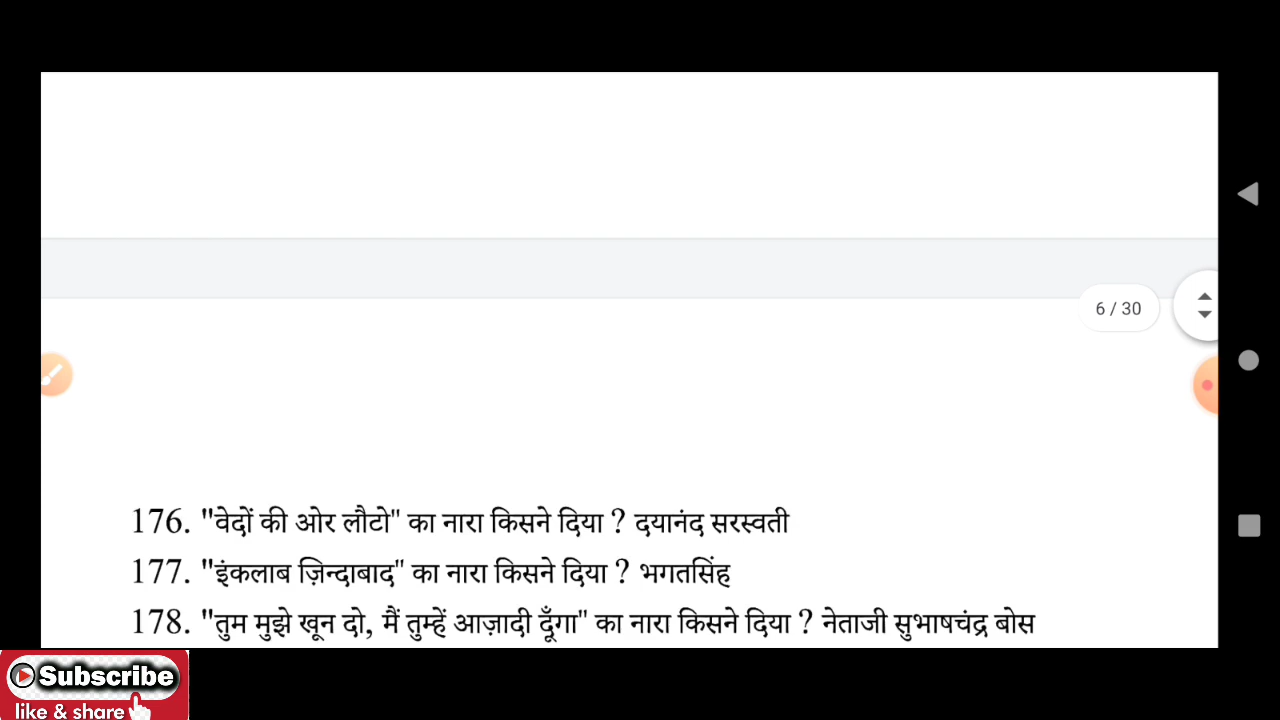 6 / 30
176. "वेदों की ओर लौटो" का नारा किसने दिया ? दयानंद सरस्वती
177. "इंकलाब ज़िन्दाबाद" का नारा किसने दिया ? भगतसिंह
178. "तुम मुझे खून दो, मैं तुम्हें आज़ादी दूँगा" का नारा किसने दिया ? नेताजी सुभाषचंद्र बोस
Subscribe
like & share